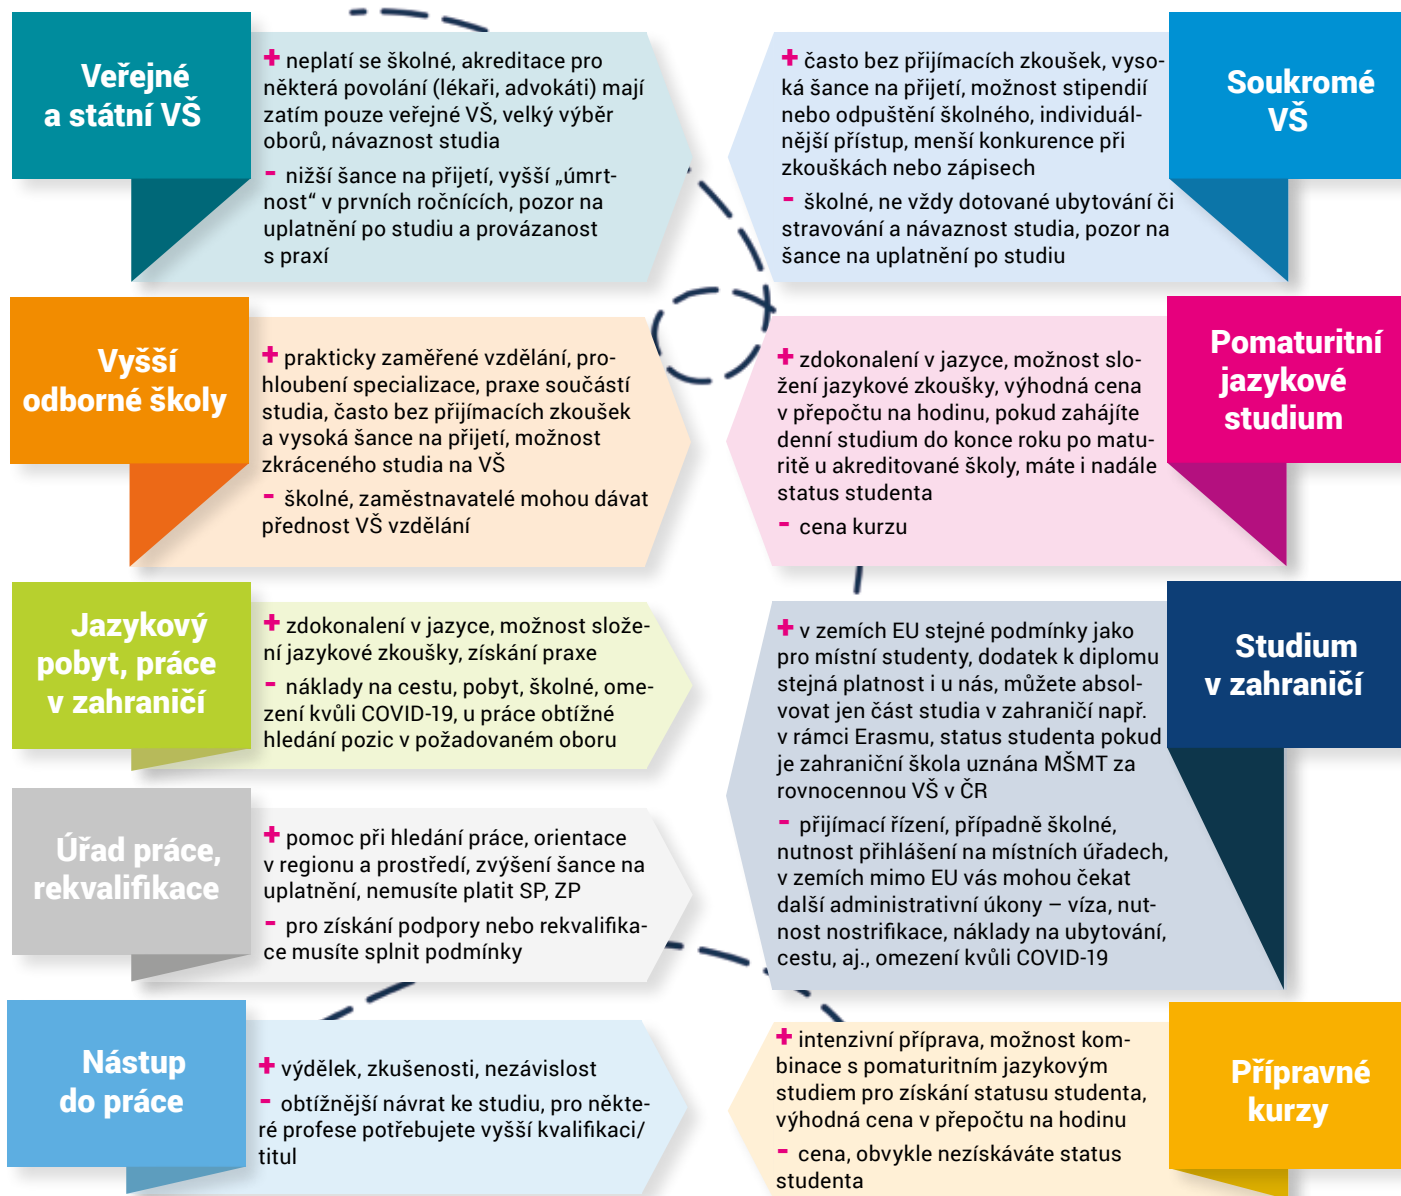 Veřejné
a státní VŠ
+ neplatí se školné, akreditace pro
některá povolání (lékaři, advokáti) mají
zatím pouze veřejné VŠ, velký výběr
oborů, návaznost studia
- nižší šance na přijetí, vyšší „úmrt-
nost“ v prvních ročnících, pozor na
uplatnění po studiu a provázanost
s praxí
+ často bez přijímacích zkoušek, vyso-
ká šance na přijetí, možnost stipendií
nebo odpuštění školného, individuál-
nější přístup, menší konkurence při
zkouškách nebo zápisech
- školné, ne vždy dotované ubytování či
stravování a návaznost studia, pozor na
šance na uplatnění po studiu
Soukromé
VŠ
Vyšší
odborné školy
+ prakticky zaměřené vzdělání, pro-
hloubení specializace, praxe součástí
studia, často bez přijímacích zkoušek
a vysoká šance na přijetí, možnost
zkráceného studia na VŠ
- školné, zaměstnavatelé mohou dávat
přednost VŠ vzdělání
+ zdokonalení v jazyce, možnost slo-
žení jazykové zkoušky, výhodná cena
v přepočtu na hodinu, pokud zahájíte
denní studium do konce roku po matu-
ritě u akreditované školy, máte i nadále
status studenta
- cena kurzu
Pomaturitní
jazykové
studium
Jazykový
pobyt, práce
v zahraničí
+ zdokonalení v jazyce, možnost slože-
ní jazykové zkoušky, získání praxe
- náklady na cestu, pobyt, školné, ome-
zení kvůli COVID-19, u práce obtížné
hledání pozic v požadovaném oboru
+ v zemích EU stejné podmínky jako
pro místní studenty, dodatek k diplomu
stejná platnost i u nás, můžete absol-
vovat jen část studia v zahraničí např.
v rámci Erasmu, status studenta pokud
je zahraniční škola uznána MŠMT za
rovnocennou VŠ v ČR
- přijímací řízení, případně školné,
nutnost přihlášení na místních úřadech,
v zemích mimo EU vás mohou čekat
další administrativní úkony – víza, nut-
nost nostrifikace, náklady na ubytování,
cestu, aj., omezení kvůli COVID-19
Studium
v zahraničí
Úřad práce,
rekvalifikace
+ pomoc při hledání práce, orientace
v regionu a prostředí, zvýšení šance na
uplatnění, nemusíte platit SP, ZP
- pro získání podpory nebo rekvalifika-
ce musíte splnit podmínky
Nástup
do práce
+ výdělek, zkušenosti, nezávislost
- obtížnější návrat ke studiu, pro někte-
ré profese potřebujete vyšší kvalifikaci/
titul
+ intenzivní příprava, možnost kom-
binace s pomaturitním jazykovým
studiem pro získání statusu studenta,
výhodná cena v přepočtu na hodinu
- cena, obvykle nezískáváte status
studenta
Přípravné
kurzy